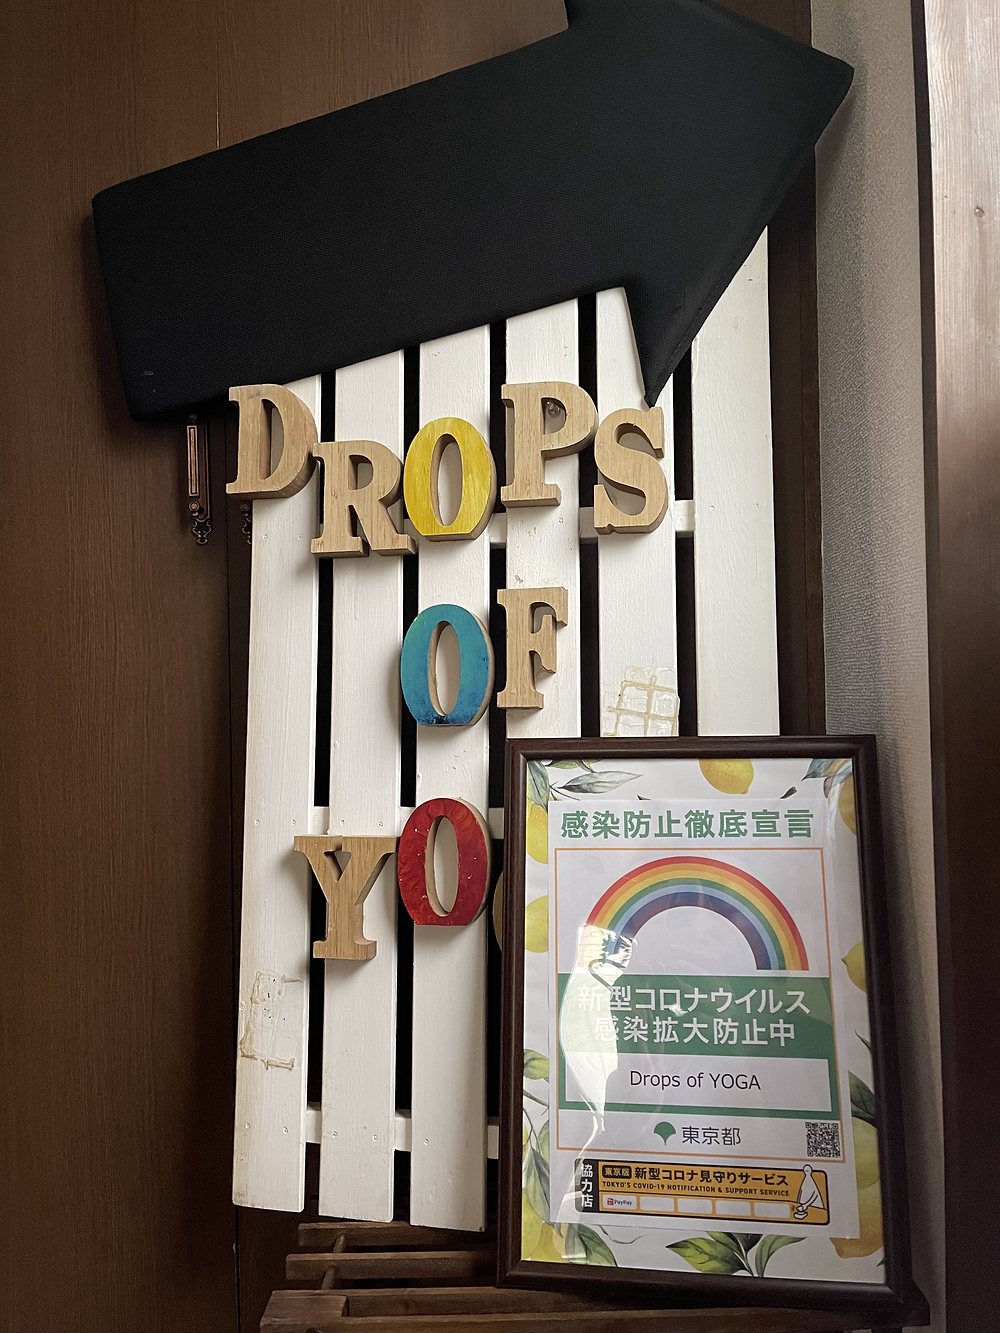 DROPS
OF
YO
感染防止徹底宣言
新型コロナウイルス
感染拡大防止中
Drops of YOGA
東京都
協力店
東京版 新型コロナ見守りサービス
TOKYO'S COVID-19 NOTIFICATION & SUPPORT SERVICE
PayPay